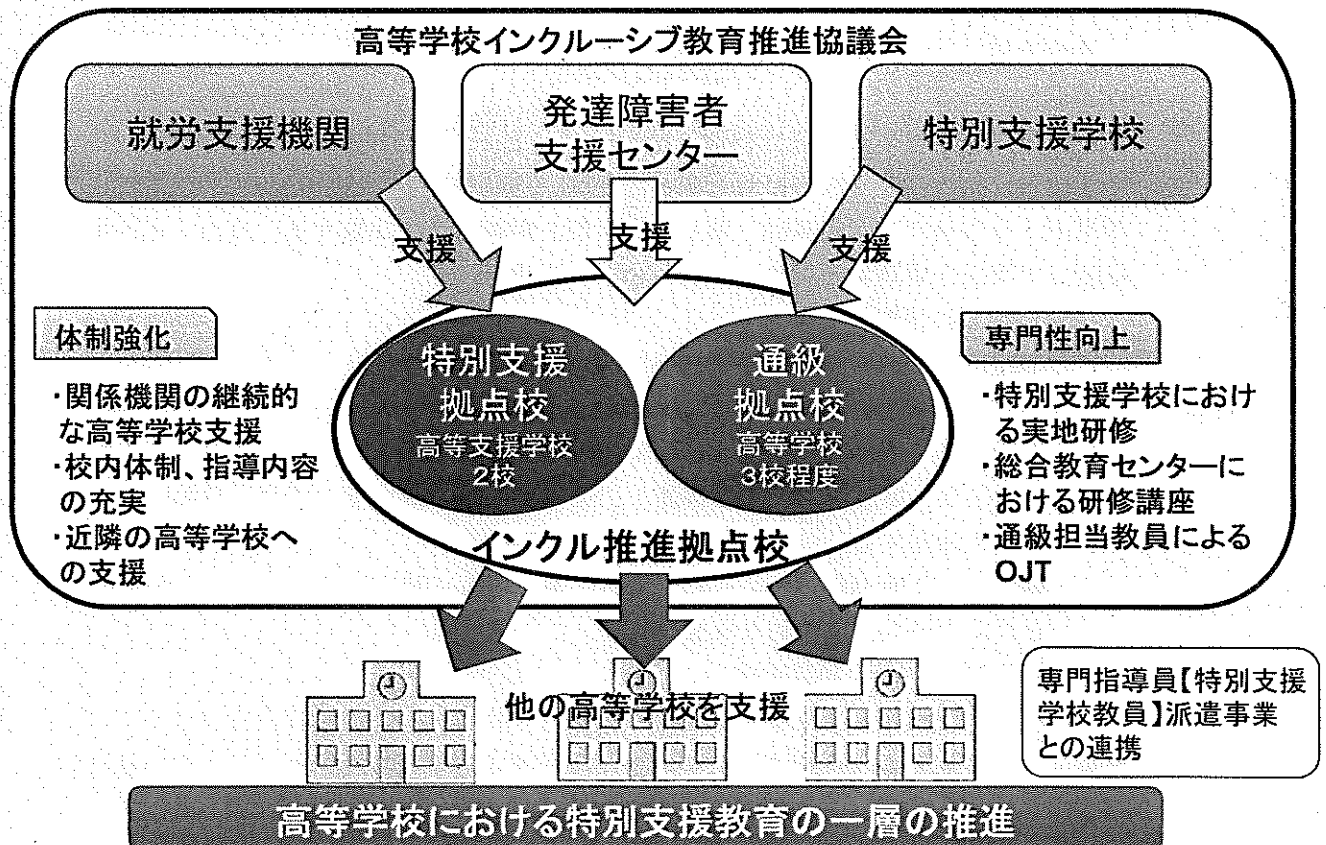 高等学校インクルーシブ教育推進協議会
就労支援機関
発達障害者
支援センター
特別支援学校
支援
支援
支援
体制強化
・関係機関の継続的
な高等学校支援
・校内体制、指導内容
の充実
・近隣の高等学校へ
の支援
特別支援
拠点校
高等支援学校
2校
通級
拠点校
高等学校
3校程度
インクル推進拠点校
専門性向上
・特別支援学校におけ
る実地研修
・総合教育センターに
おける研修講座
・通級担当教員による
OJT
他の高等学校を支援
専門指導員【特別支援
学校教員】派遣事業
との連携
高等学校における特別支援教育の一層の推進